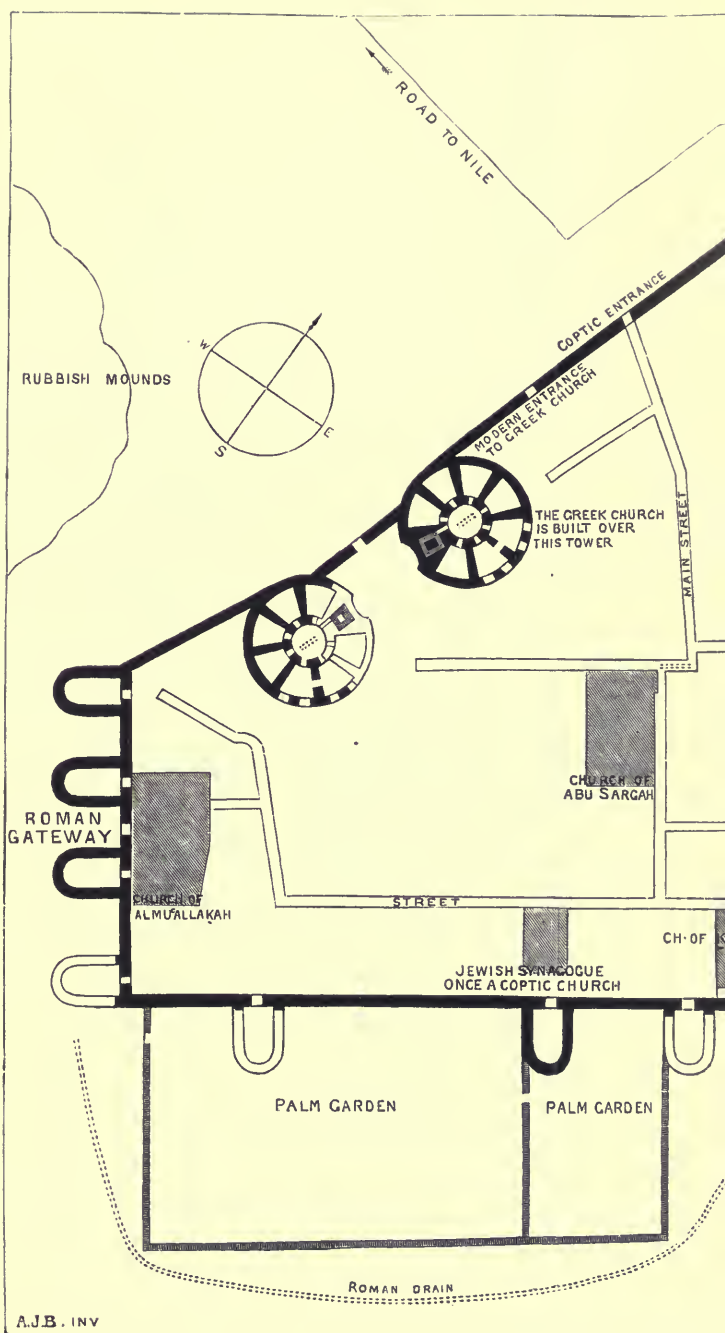 ROAD TO NILE
COPTIC ENTRANCE
W
E
S
RUBBISH MOUNDS
MODERN ENTRANCE
TO GREEK CHURCH
THE GREEK CHURCH
IS BUILT OVER
THIS TOWER
MAIN STREET
CHURCH OF
ABU SARGAH
ROMAN
GATEWAY
CHURCH OF
ALMUʿALLAKAH
STREET
CH·OF
JEWISH SYNAGOGUE
ONCE A COPTIC CHURCH
PALM GARDEN
PALM GARDEN
ROMAN DRAIN
A.J.B. INV